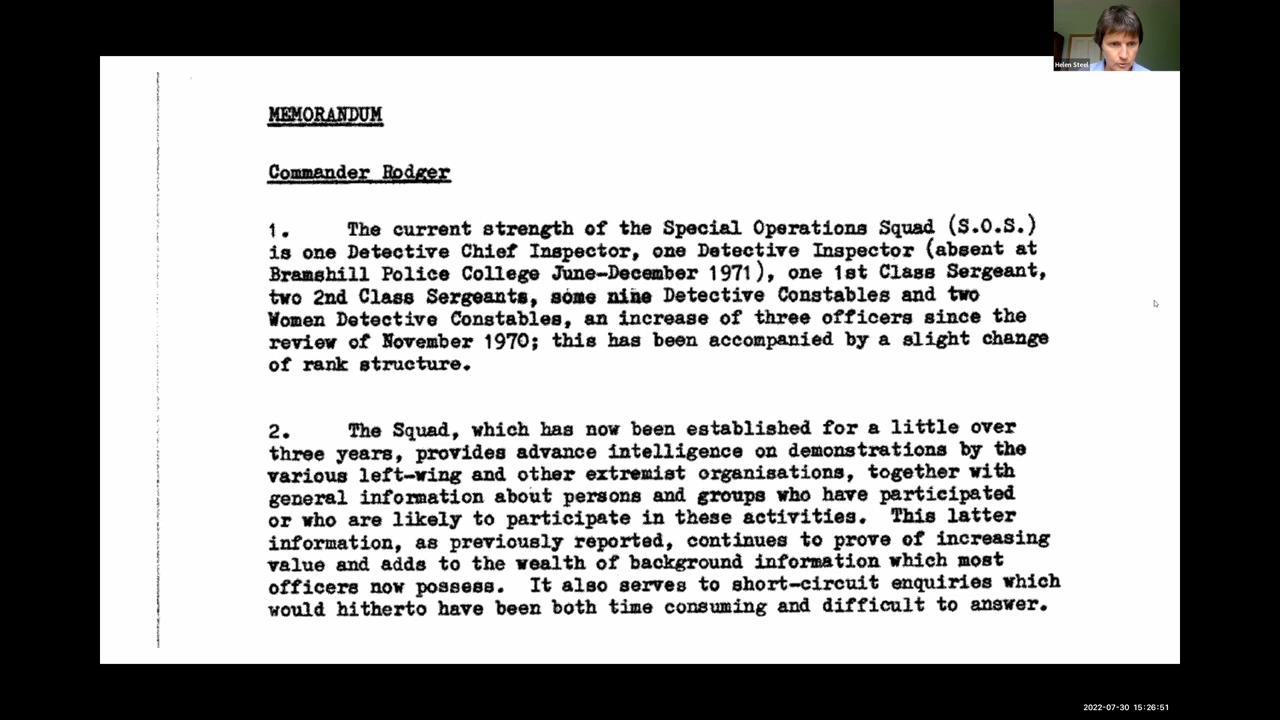 Helen Steel
MEMORANDUM
Commander Rodger
1. The current strength of the Special Operations Squad (S.O.S.)
is one Detective Chief Inspector, one Detective Inspector (absent at
Bramshill Police College June-December 1971), one 1st Class Sergeant,
two 2nd Class Sergeants, some nine Detective Constables and two
Women Detective Constables, an increase of three officers since the
review of November 1970; this has been accompanied by a slight change
of rank structure.
2. The Squad, which has now been established for a little over
three years, provides advance intelligence on demonstrations by the
various left-wing and other extremist organisations, together with
general information about persons and groups who have participated
or who are likely to participate in these activities. This latter
information, as previously reported, continues to prove of increasing
value and adds to the wealth of background information which most
officers now possess. It also serves to short-circuit enquiries which
would hitherto have been both time consuming and difficult to answer.
2022-07-30 15:26:51